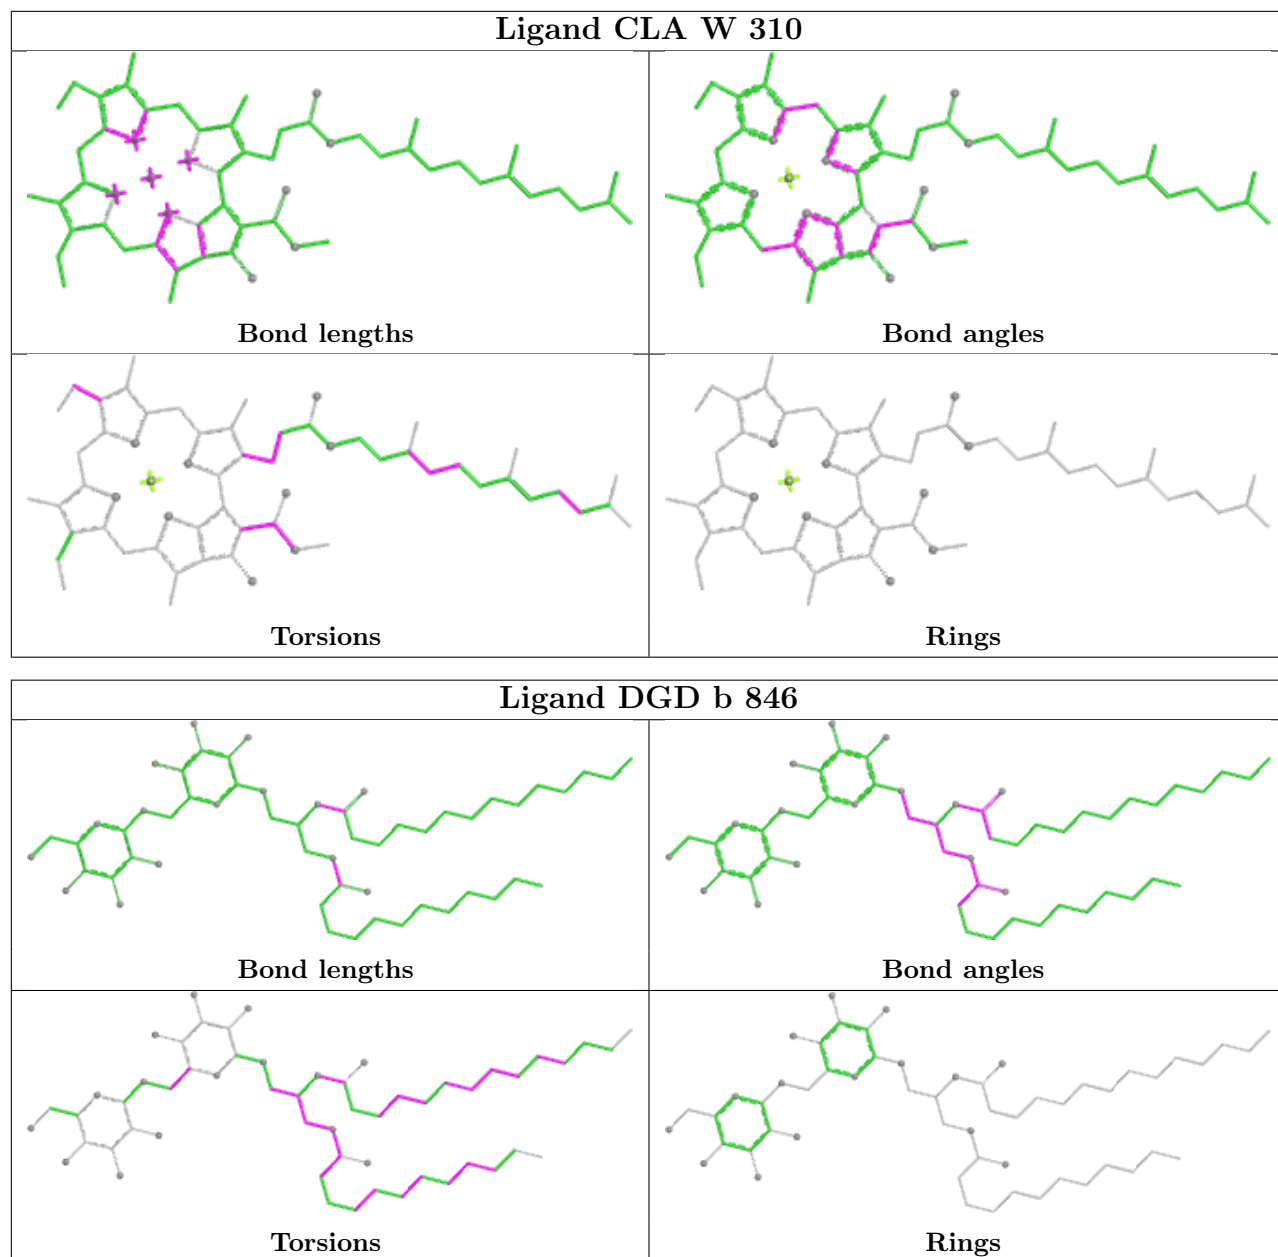 Ligand CLA W 310
Bond lengths
Bond angles
Torsions
Rings
Ligand DGD b 846
Bond lengths
Bond angles
Torsions
Rings